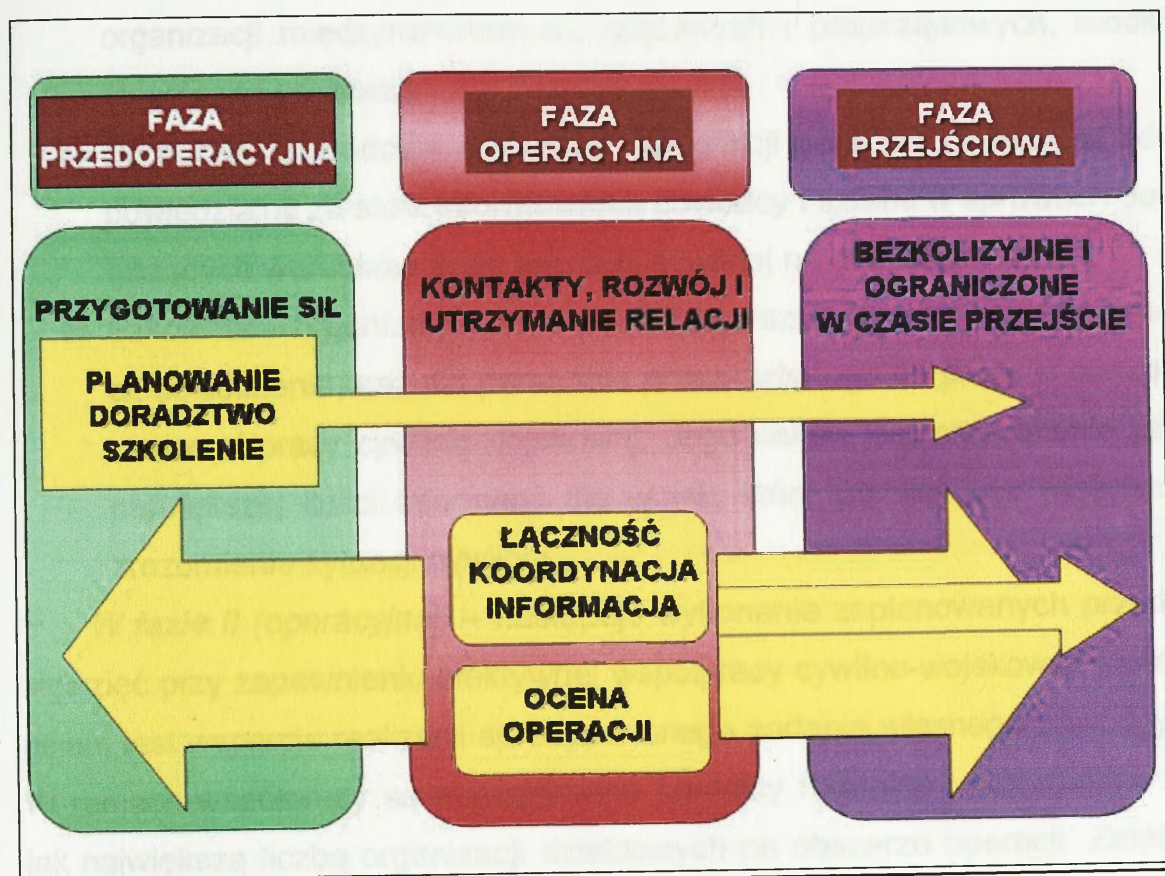 FAZA
PRZEDOPERACYJNA
FAZA
OPERACYJNA
FAZA
PRZEJŚCIOWA
PRZYGOTOWANIE SIŁ
KONTAKTY, ROZWÓJ I
UTRZYMANIE RELACJI
BEZKOLIZYJNE I
OGRANICZONE
W CZASIE PRZEJŚCIE
PLANOWANIE
DORADZTWO
SZKOLENIE
ŁĄCZNOŚĆ
KOORDYNACJA
INFORMACJA
OCENA
OPERACJI